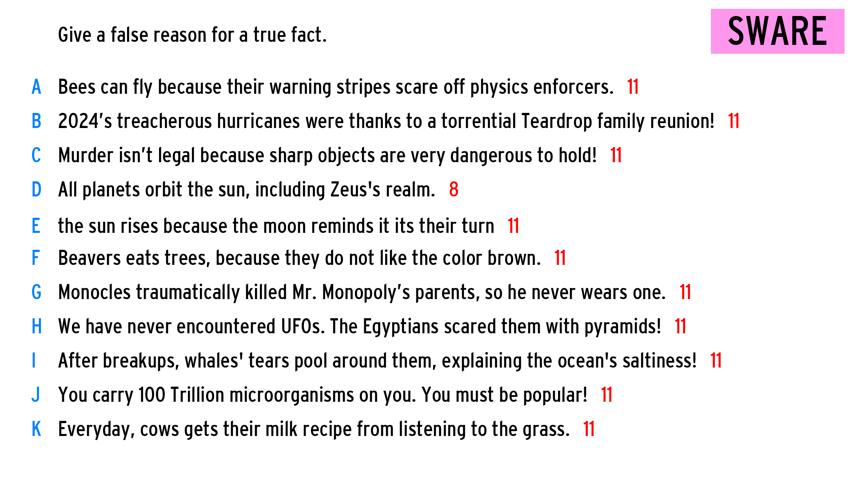 Give a false reason for a true fact.
SWARE
A Bees can fly because their warning stripes scare off physics enforcers. 11
B 2024's treacherous hurricanes were thanks to a torrential Teardrop family reunion! 11
C Murder isn't legal because sharp objects are very dangerous to hold! 11
D All planets orbit the sun, including Zeus's realm. 8
E the sun rises because the moon reminds it its their turn 11
F Beavers eats trees, because they do not like the color brown. 11
G Monocles traumatically killed Mr. Monopoly's parents, so he never wears one. 11
H We have never encountered UFOs. The Egyptians scared them with pyramids! 11
I After breakups, whales' tears pool around them, explaining the ocean's saltiness! 11
J You carry 100 Trillion microorganisms on you. You must be popular! 11
K Everyday, cows gets their milk recipe from listening to the grass. 11